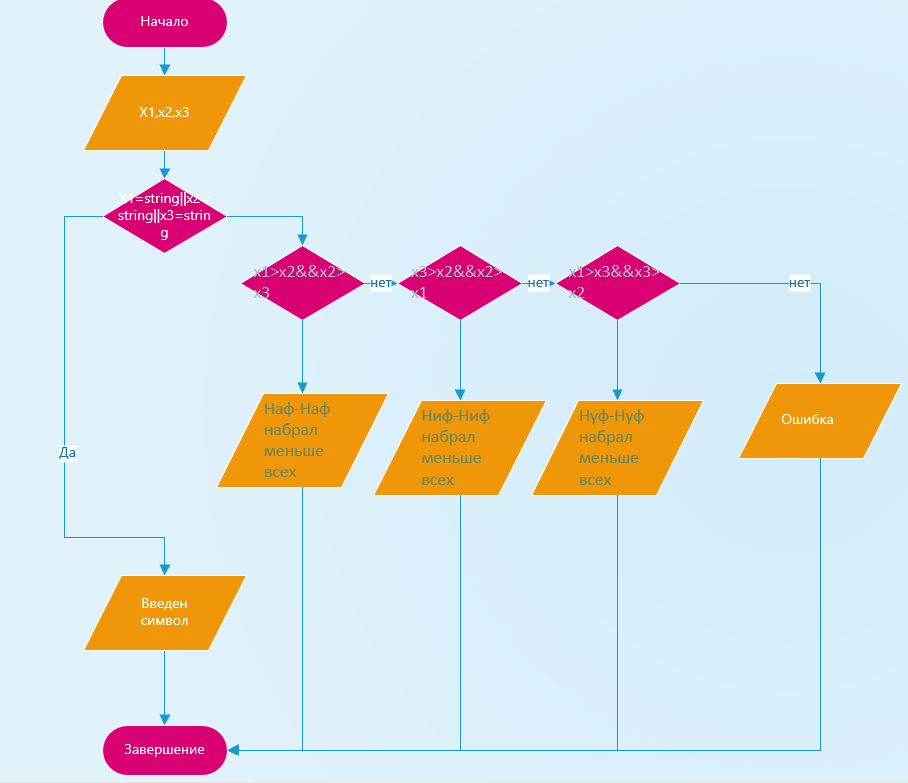 Начало
X1,x2,x3
X1=string||x2=
string||x3=strin
g
x1>x2&&x2>
x3
нет
x3>x2&&x2>
x1
нет
x1>x3&&x3>
x2
нет
Наф-Наф
набрал
меньше
всех
Ниф-Ниф
набрал
меньше
всех
Нуф-Нуф
набрал
меньше
всех
Ошибка
Да
Введен
символ
Завершение